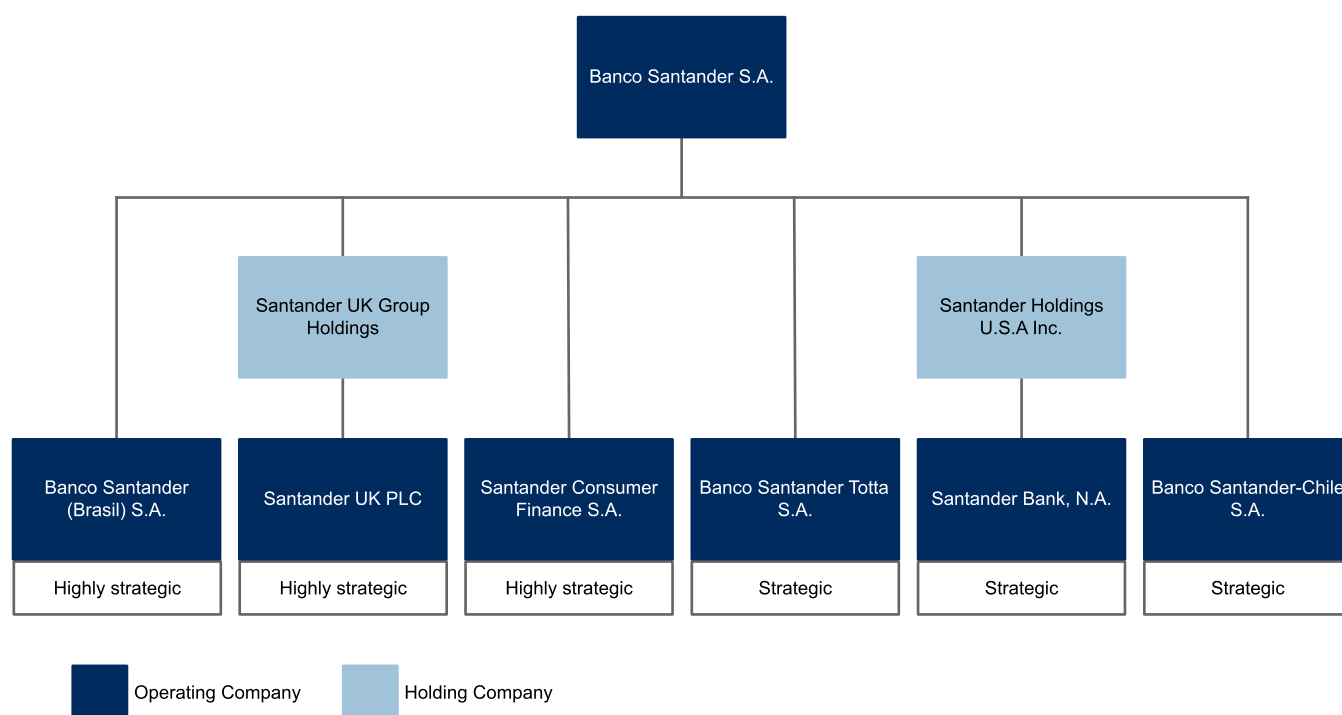 Banco Santander S.A.
Santander UK Group
Holdings
Santander Holdings
U.S.A Inc.
Banco Santander
(Brasil) S.A.
Santander UK PLC
Santander Consumer
Finance S.A.
Banco Santander Totta
S.A.
Santander Bank, N.A.
Banco Santander-Chile
S.A.
Highly strategic
Highly strategic
Highly strategic
Strategic
Strategic
Strategic
Operating Company
Holding Company